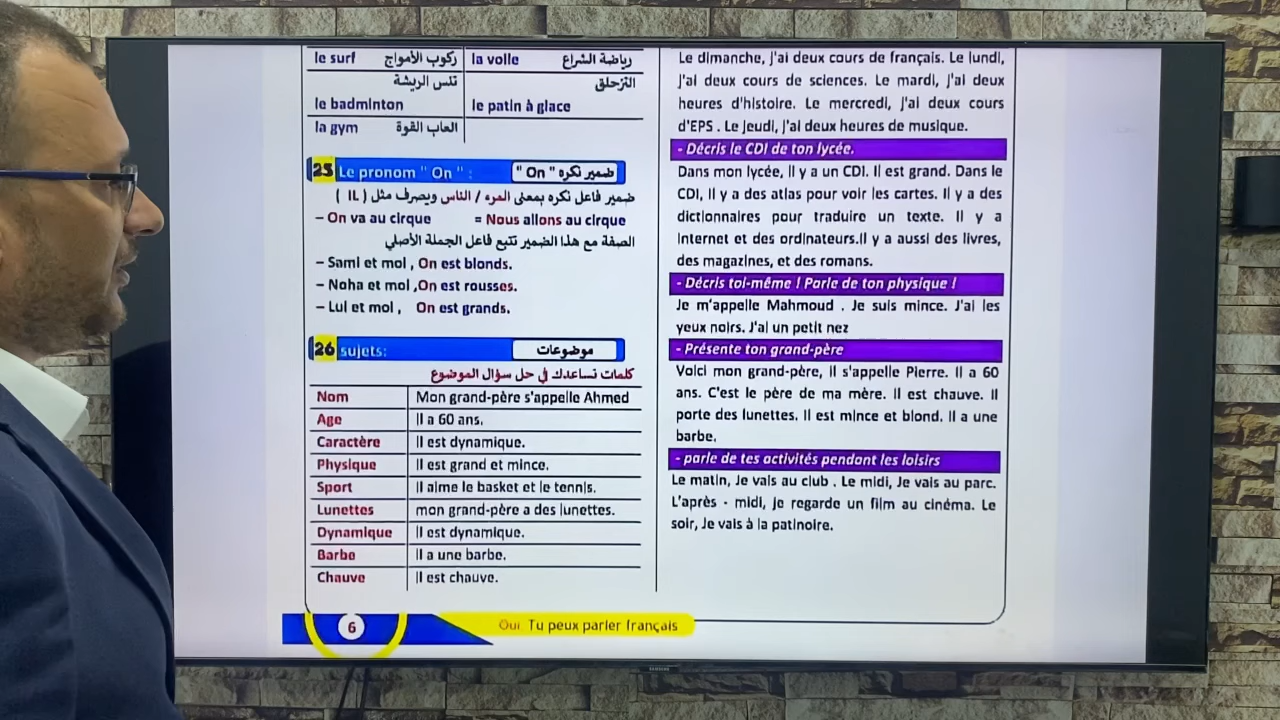 le surf ركوب الأمواج la volle رياضة الشراع
le badminton تنس الريشة le patin à glace التزحلق
la gym العاب القوة
25 Le pronom " On " : ضمير نكره " On "
ضمير فاعل نكره بمعنى المرء / الناس ويصرف مثل ( IL )
– On va au cirque = Nous allons au cirque
الصفة مع هذا الضمير تتبع فاعل الجملة الأصلي
– Sami et moi , On est blonds.
– Noha et moi ,On est rousses.
– Lui et moi , On est grands.
26 sujets: موضوعات
كلمات تساعدك في حل سؤال الموضوع
Nom Mon grand-père s'appelle Ahmed
Age Il a 60 ans.
Caractère Il est dynamique.
Physique Il est grand et mince.
Sport Il aime le basket et le tennis.
Lunettes mon grand-père a des lunettes.
Dynamique Il est dynamique.
Barbe Il a une barbe.
Chauve Il est chauve.
Le dimanche, j'ai deux cours de français. Le lundi,
j'ai deux cours de sciences. Le mardi, j'ai deux
heures d'histoire. Le mercredi, j'ai deux cours
d'EPS . Le jeudi, j'ai deux heures de musique.
- Décris le CDI de ton lycée.
Dans mon lycée, il y a un CDI. Il est grand. Dans le
CDI, il y a des atlas pour voir les cartes. Il y a des
dictionnaires pour traduire un texte. Il y a
internet et des ordinateurs.Il y a aussi des livres,
des magazines, et des romans.
- Décris toi-même ! Parle de ton physique !
Je m'appelle Mahmoud . Je suis mince. J'ai les
yeux noirs. J'ai un petit nez
- Présente ton grand-père
Voici mon grand-père, il s'appelle Pierre. Il a 60
ans. C'est le père de ma mère. Il est chauve. Il
porte des lunettes. Il est mince et blond. Il a une
barbe.
- parle de tes activités pendant les loisirs
Le matin, Je vais au club . Le midi, Je vais au parc.
L'après - midi, je regarde un film au cinéma. Le
soir, Je vais à la patinoire.
6 Oui Tu peux parler français
SAMSUNG